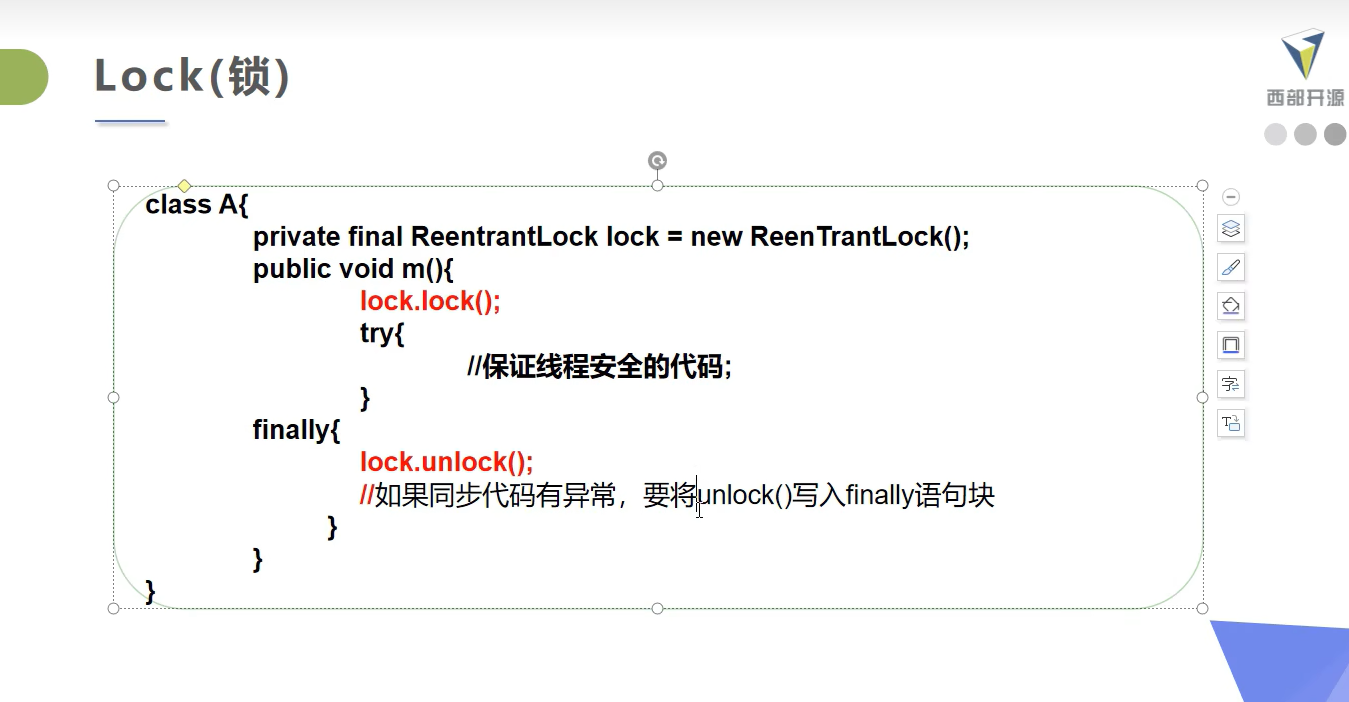 Lock(锁)
西部开源
class A{
private final ReentrantLock lock = new ReenTrantLock();
public void m(){
lock.lock();
try{
//保证线程安全的代码;
}
finally{
lock.unlock();
//如果同步代码有异常，要将unlock()写入finally语句块
}
}
}
字
T